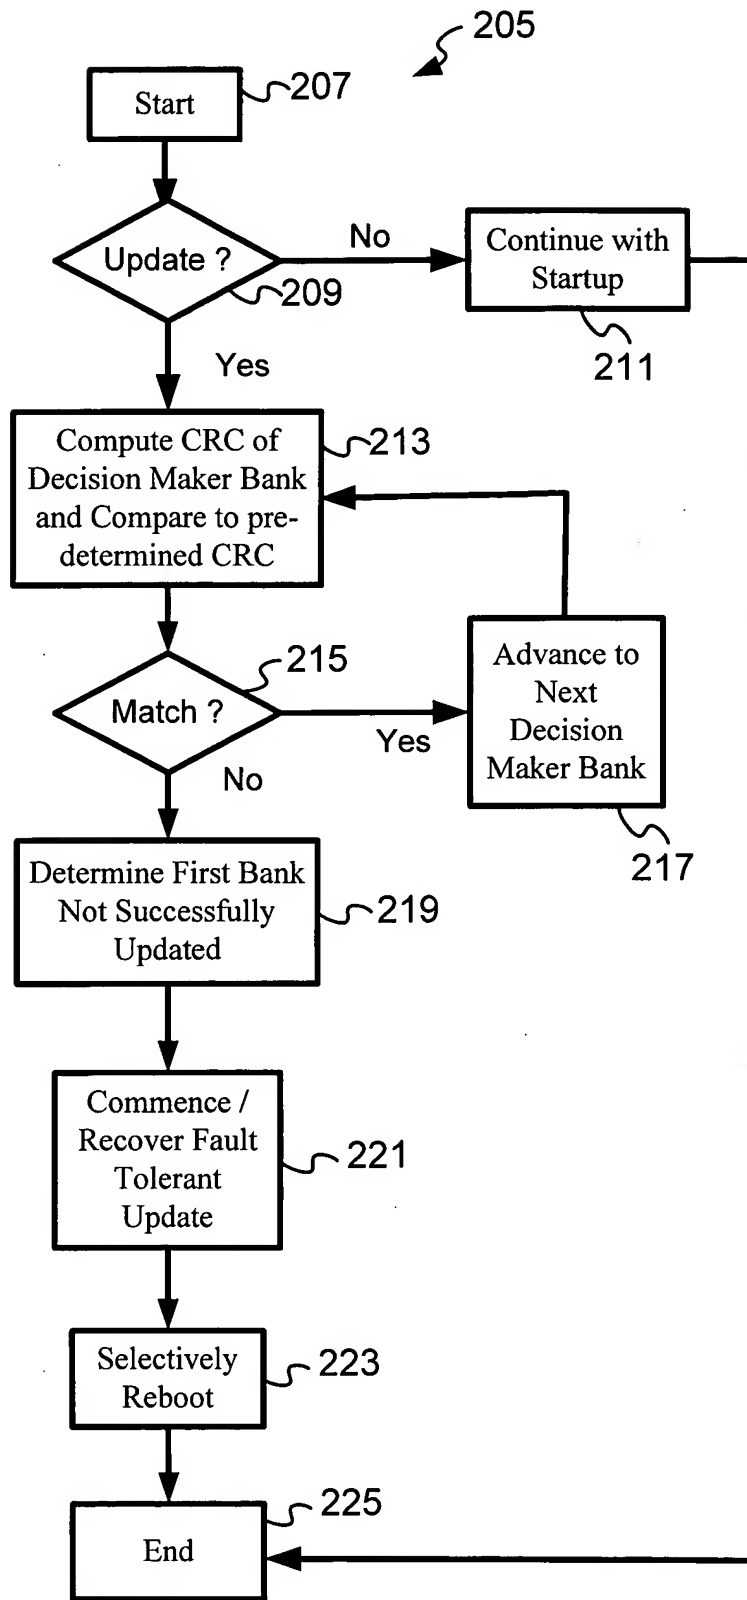 205
Start
207
Update ?
209
No
Continue with
Startup
211
Yes
Compute CRC of
Decision Maker Bank
and Compare to pre-
determined CRC
213
Match ?
215
Yes
Advance to
Next
Decision
Maker Bank
217
No
Determine First Bank
Not Successfully
Updated
219
Commence /
Recover Fault
Tolerant
Update
221
Selectively
Reboot
223
End
225